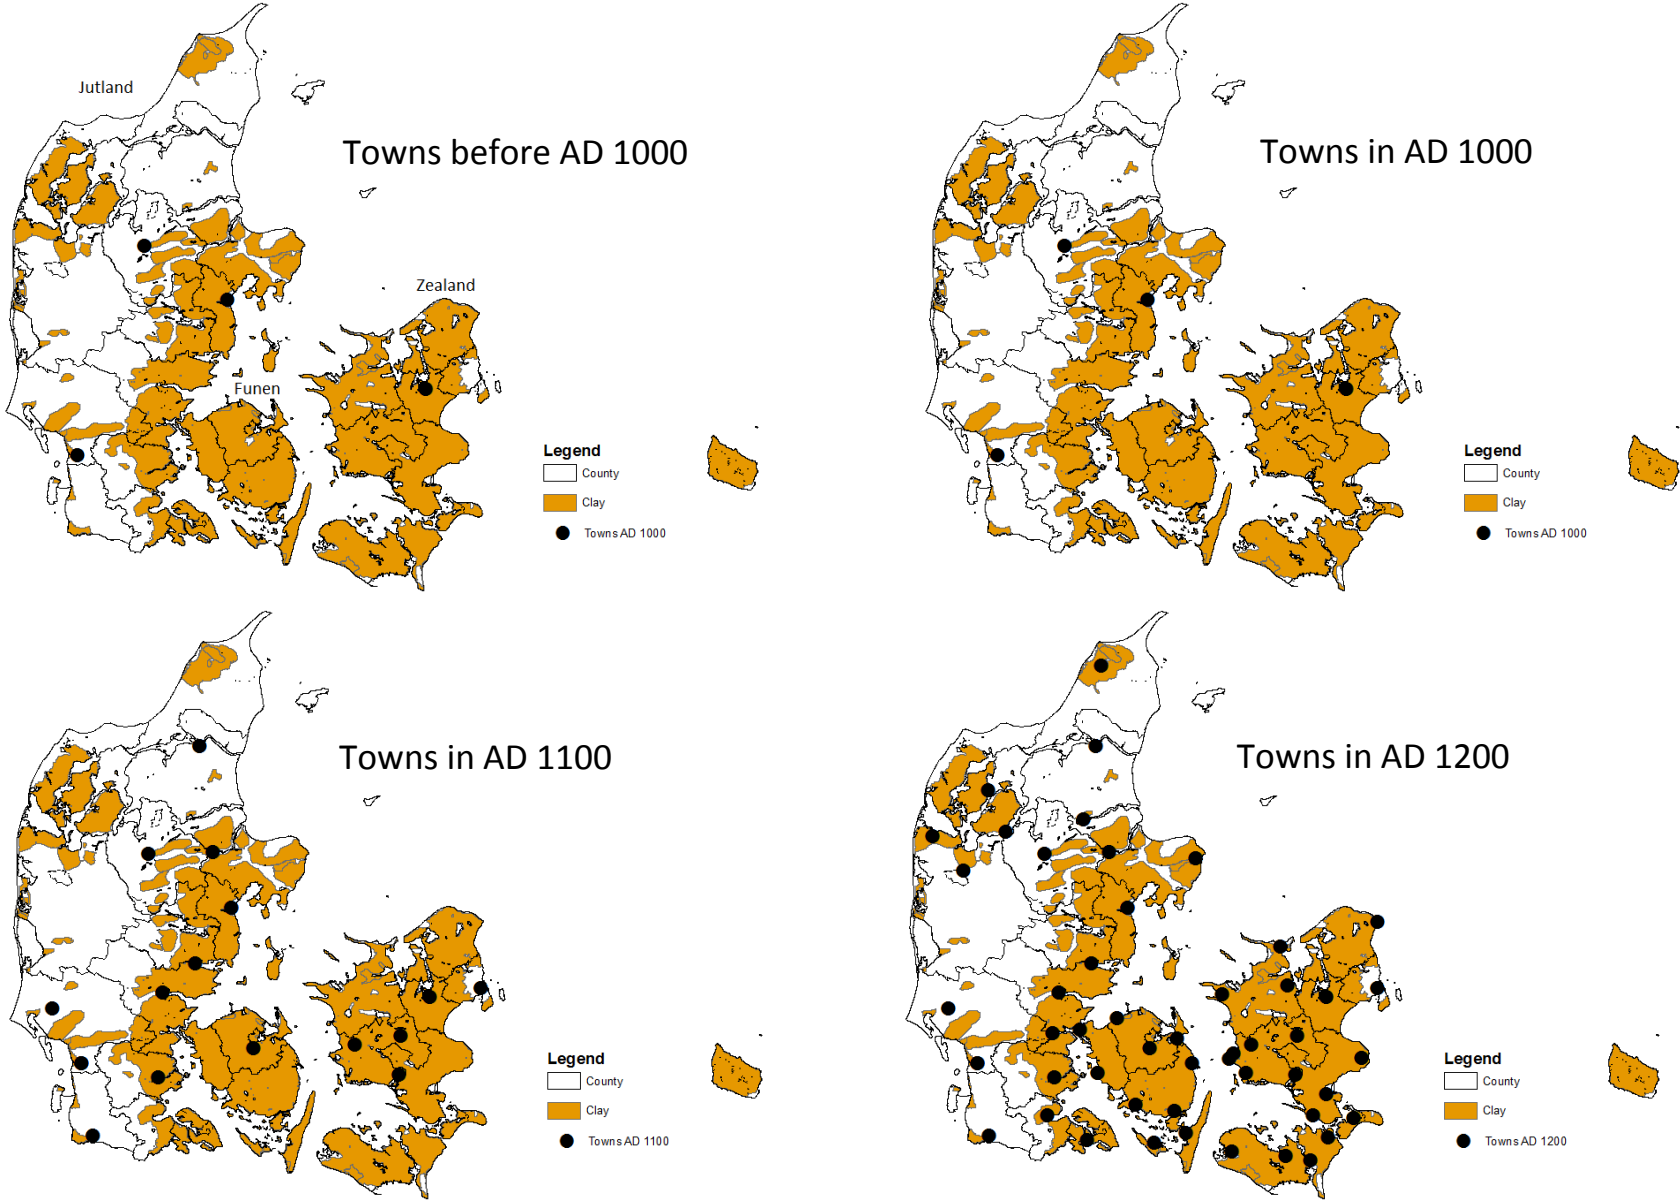 Jutland
Towns before AD 1000
Zealand
Funen
Legend
County
Clay
Towns AD 1000
Towns in AD 1000
Legend
County
Clay
Towns AD 1000
Towns in AD 1100
Legend
County
Clay
Towns AD 1100
Towns in AD 1200
Legend
County
Clay
Towns AD 1200